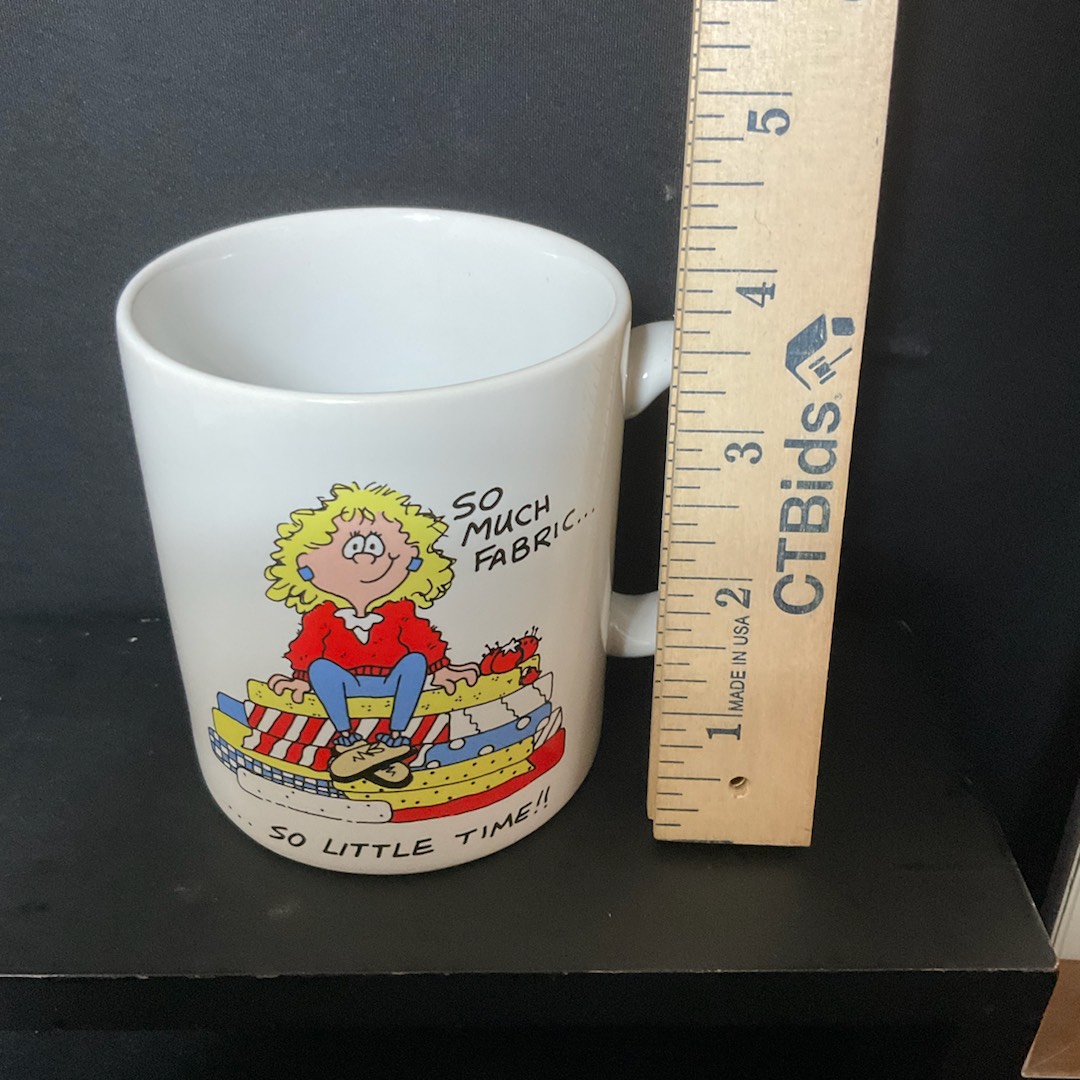 SO
MUCH
FABRIC...
... SO LITTLE TIME!!
5
4
3
2
1
MADE IN USA
CTBids